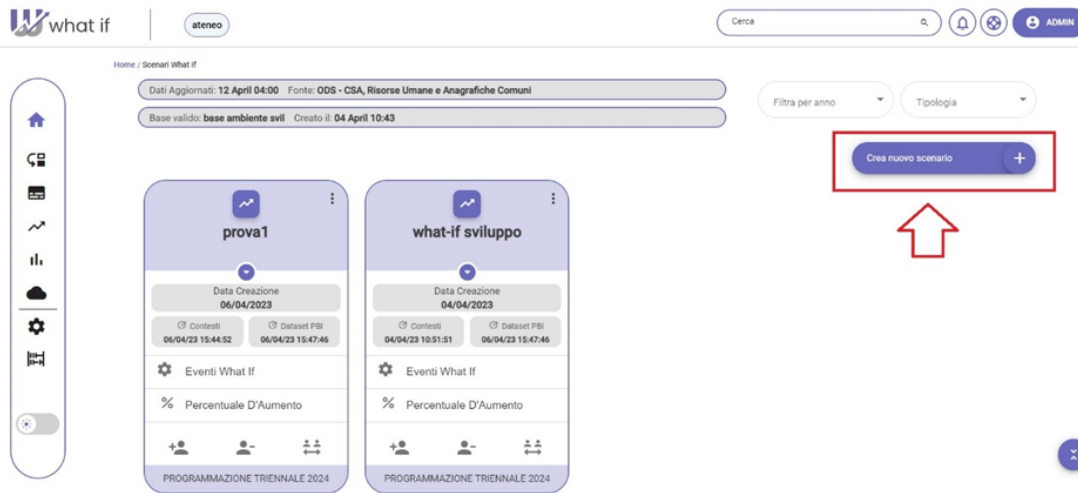 what if
ateneo
Cerca
ADMIN
Home / Scenari What if
Dati Aggiornati: 12 April 04:00 Fonte: ODS - CSA, Risorse Umane e Anagrafiche Comuni
Base valido: base ambiente svil Creato il: 04 April 10:43
Filtra per anno
Tipologia
Crea nuovo scenario +
prova1
Data Creazione
06/04/2023
Contesti
06/04/23 15:44:52
Dataset PBI
06/04/23 15:47:46
Eventi What If
% Percentuale D'Aumento
PROGRAMMAZIONE TRIENNALE 2024
what-if sviluppo
Data Creazione
04/04/2023
Contesti
04/04/23 10:51:51
Dataset PBI
06/04/23 15:47:46
Eventi What If
% Percentuale D'Aumento
PROGRAMMAZIONE TRIENNALE 2024